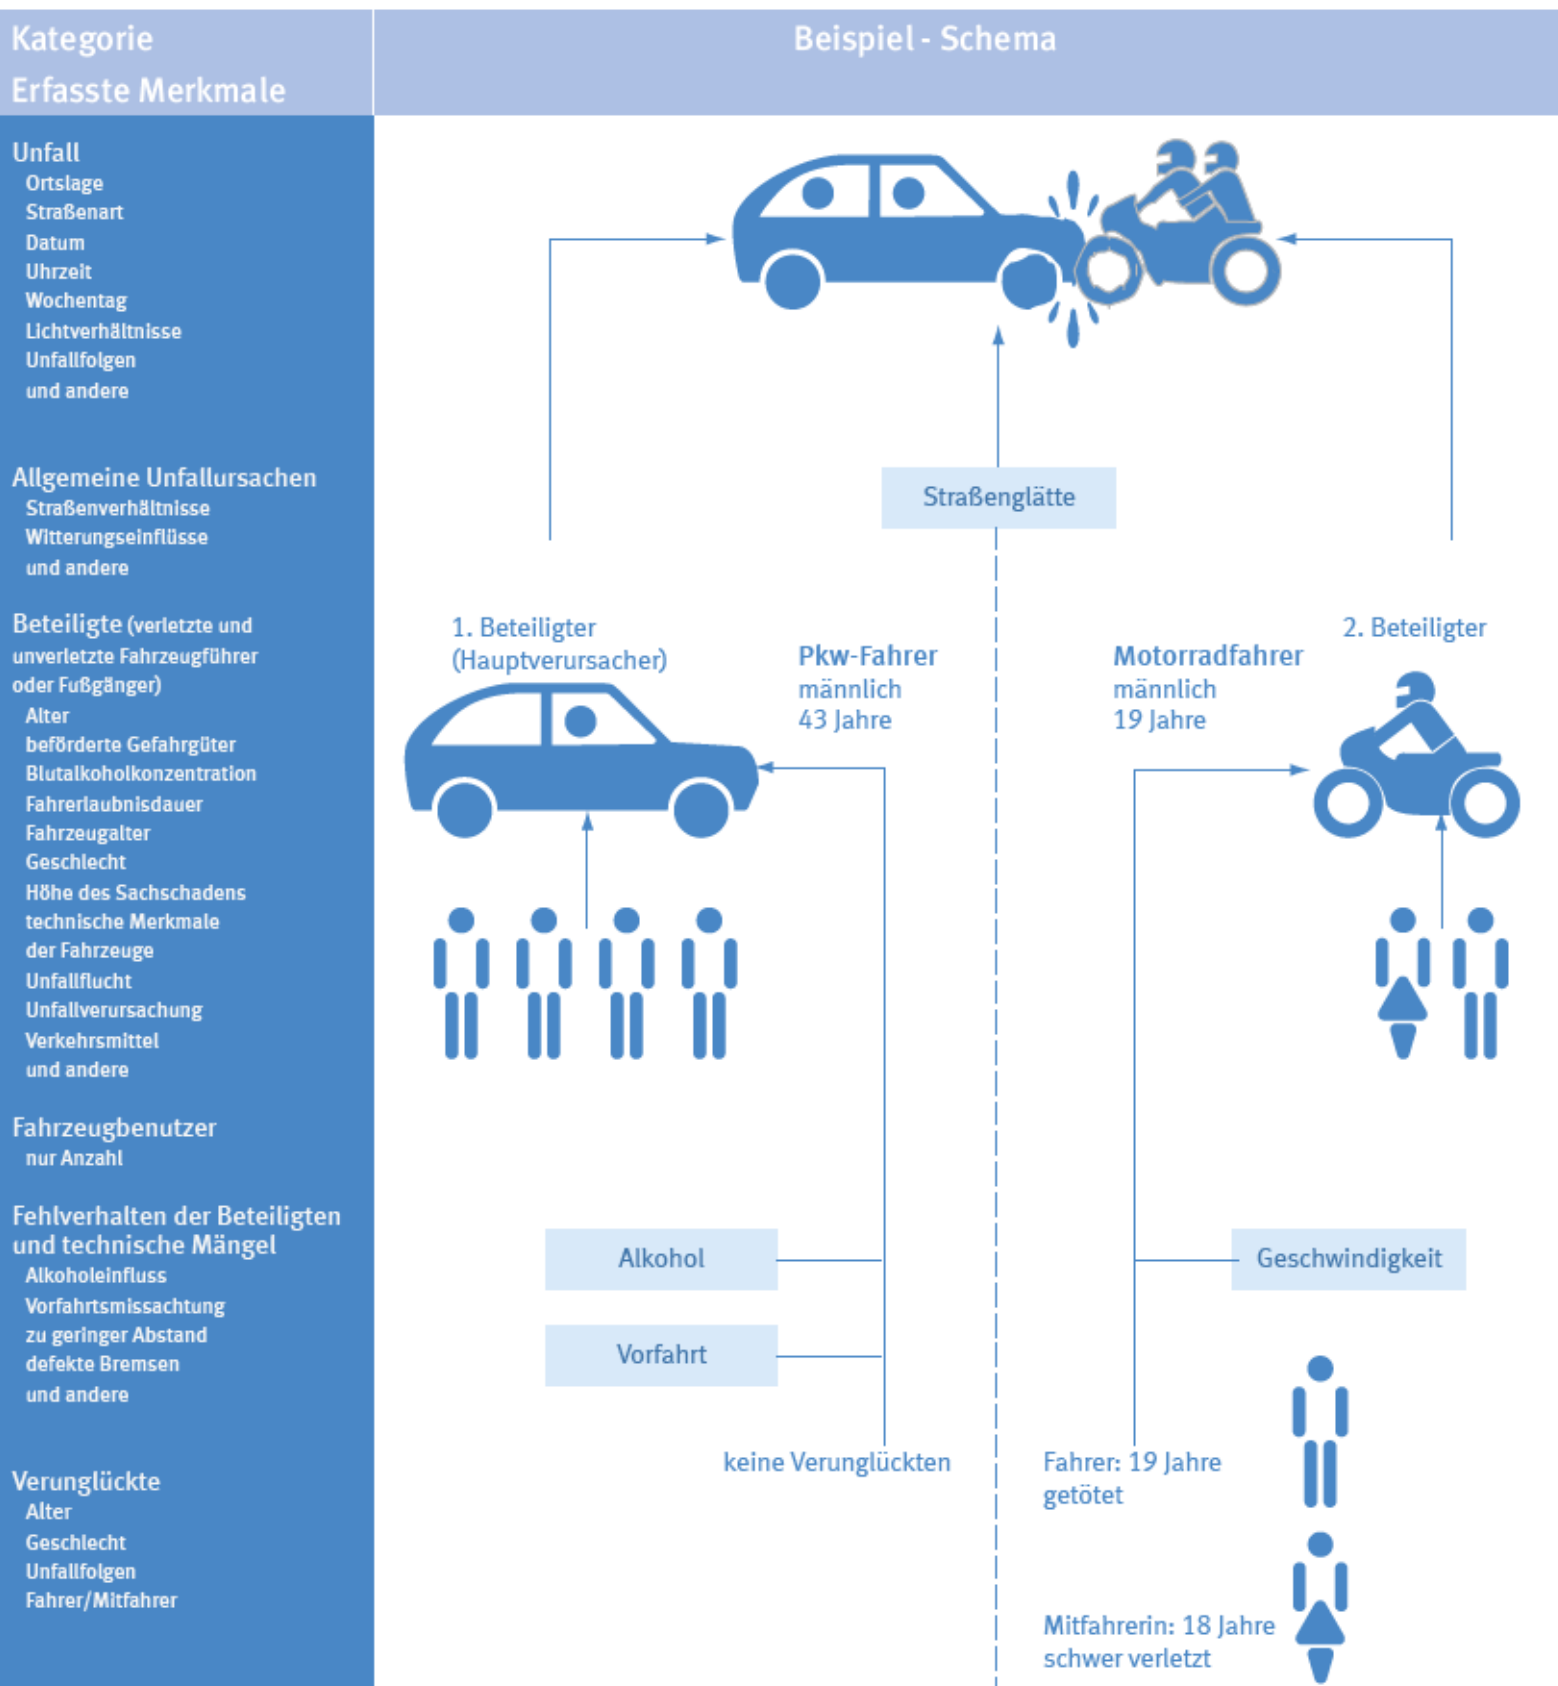 Kategorie
Erfasste Merkmale
Beispiel - Schema
Unfall
Ortslage
Straßenart
Datum
Uhrzeit
Wochentag
Lichtverhältnisse
Unfallfolgen
und andere
Allgemeine Unfallursachen
Straßenverhältnisse
Witterungseinflüsse
und andere
Straßenglätte
Beteiligte (verletzte und
unverletzte Fahrzeugführer
oder Fußgänger)
Alter
beförderte Gefahrgüter
Blutalkoholkonzentration
Fahrerlaubnisdauer
Fahrzeugalter
Geschlecht
Höhe des Sachschadens
technische Merkmale
der Fahrzeuge
Unfallflucht
Unfallverursachung
Verkehrsmittel
und andere
1. Beteiligter
(Hauptverursacher)
Pkw-Fahrer
männlich
43 Jahre
Motorradfahrer
männlich
19 Jahre
2. Beteiligter
Fahrzeugbenutzer
nur Anzahl
Fehlverhalten der Beteiligten
und technische Mängel
Alkoholeinfluss
Vorfahrtsmissachtung
zu geringer Abstand
defekte Bremsen
und andere
Alkohol
Vorfahrt
Geschwindigkeit
Verunglückte
Alter
Geschlecht
Unfallfolgen
Fahrer/Mitfahrer
keine Verunglückten
Fahrer: 19 Jahre
getötet
Mitfahrerin: 18 Jahre
schwer verletzt